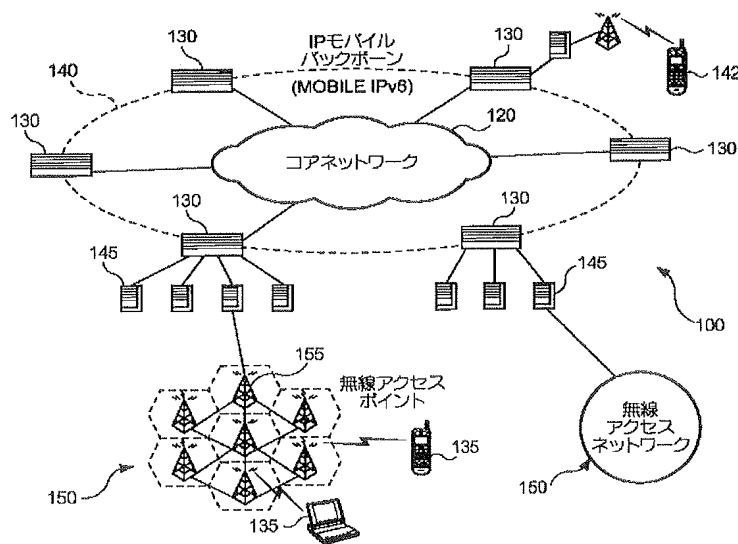 130
IPモバイル
バックボーン
(MOBILE IPv6)
130
142
140
120
130
コアネットワーク
130
130
130
145
145
100
155
無線アクセス
ポイント
135
無線
アクセス
ネットワーク
150
150
135